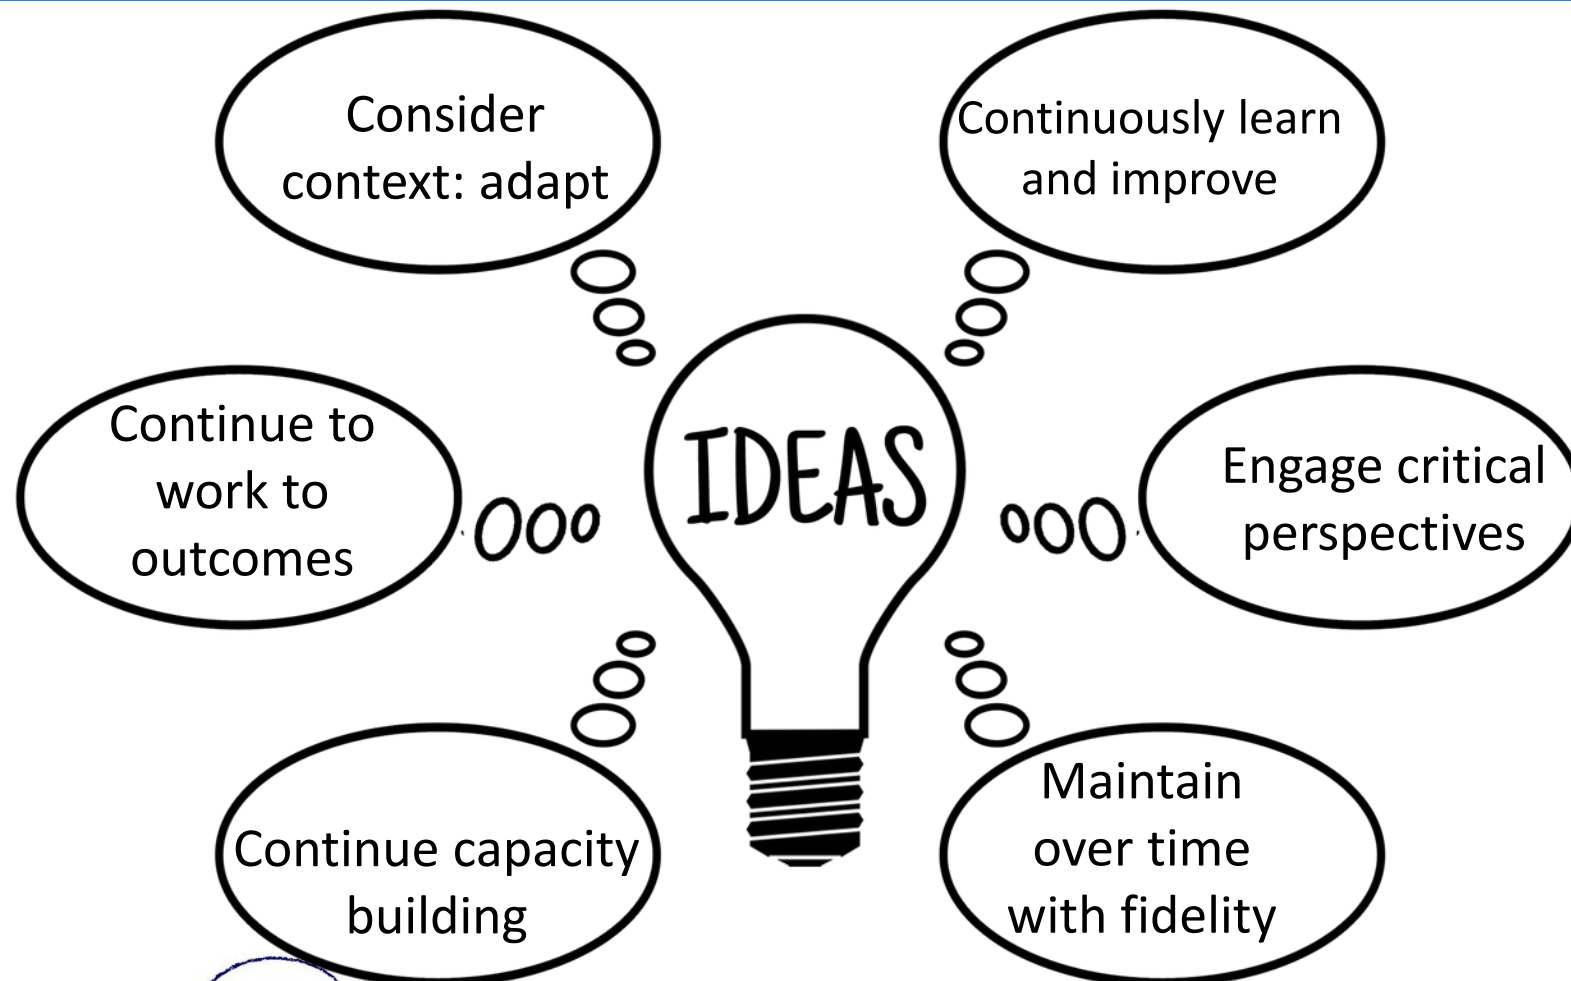 Consider
context: adapt
Continuously learn
and improve
Continue to
work to
outcomes
IDEAS
Engage critical
perspectives
Continue capacity
building
Maintain
over time
with fidelity